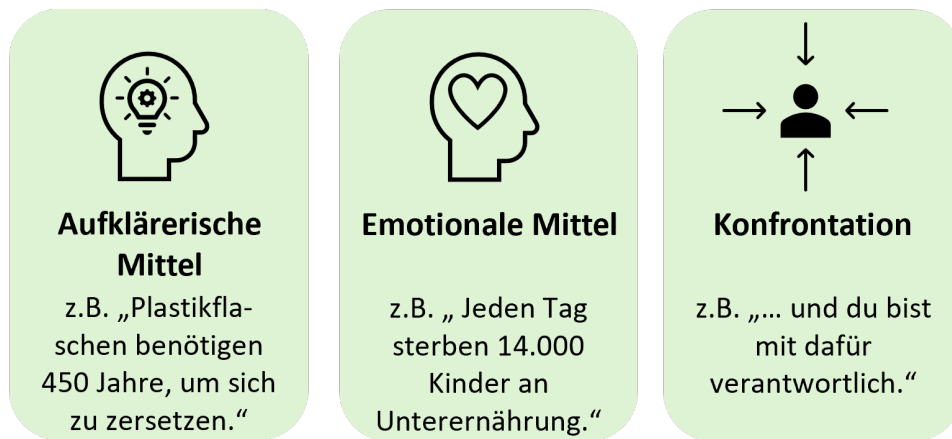 Aufklärerische
Mittel
z.B. „Plastikfla-
schen benötigen
450 Jahre, um sich
zu zersetzen.“
Emotionale Mittel
z.B. „ Jeden Tag
sterben 14.000
Kinder an
Unterernährung.“
Konfrontation
z.B. „… und du bist
mit dafür
verantwortlich.“